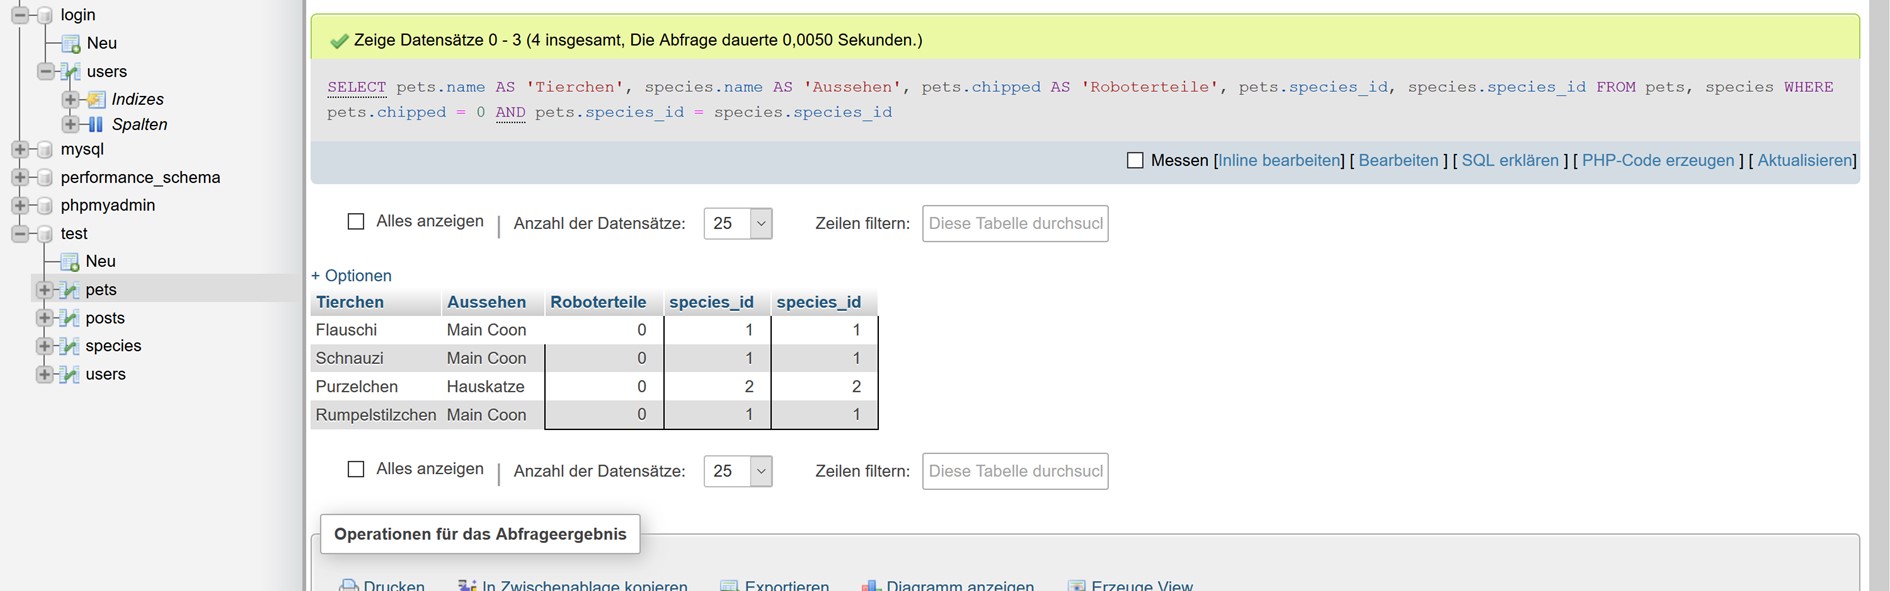 login
Neu
users
Indizes
Spalten
mysql
performance_schema
phpmyadmin
test
Neu
pets
posts
species
users
Zeige Datensätze 0 - 3 (4 insgesamt, Die Abfrage dauerte 0,0050 Sekunden.)
SELECT pets.name AS 'Tierchen', species.name AS 'Aussehen', pets.chipped AS 'Roboterteile', pets.species_id, species.species_id FROM pets, species WHERE
pets.chipped = 0 AND pets.species_id = species.species_id
Messen [Inline bearbeiten] [ Bearbeiten ] [ SQL erklären ] [ PHP-Code erzeugen ] [ Aktualisieren]
Alles anzeigen | Anzahl der Datensätze: 25 Zeilen filtern: Diese Tabelle durchsucl
+ Optionen
Tierchen Aussehen Roboterteile species_id species_id
Flauschi Main Coon 0 1 1
Schnauzi Main Coon 0 1 1
Purzelchen Hauskatze 0 2 2
Rumpelstilzchen Main Coon 0 1 1
Alles anzeigen | Anzahl der Datensätze: 25 Zeilen filtern: Diese Tabelle durchsucl
Operationen für das Abfrageergebnis
Drucken In Zwischenablage kopieren Exportieren Diagramm anzeigen Erzeuge View